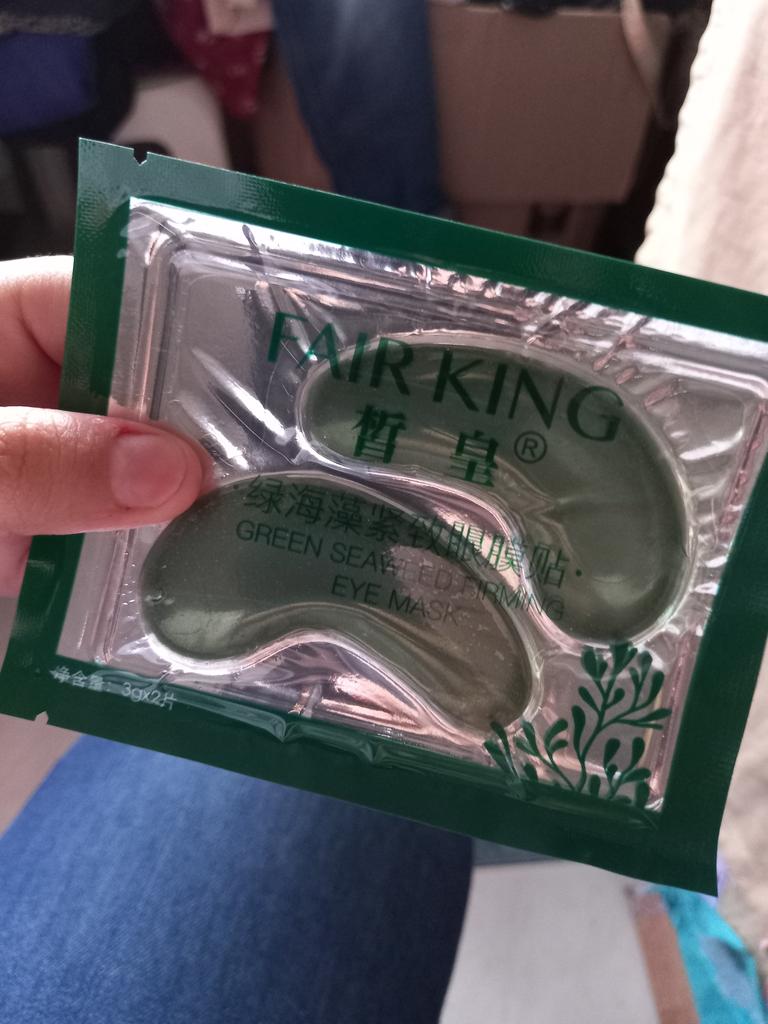 FAIR KING
皙 皇®
绿海藻紧致眼膜贴·
GREEN SEAWEED FIRMING
EYE MASK
净含量：3gx2片